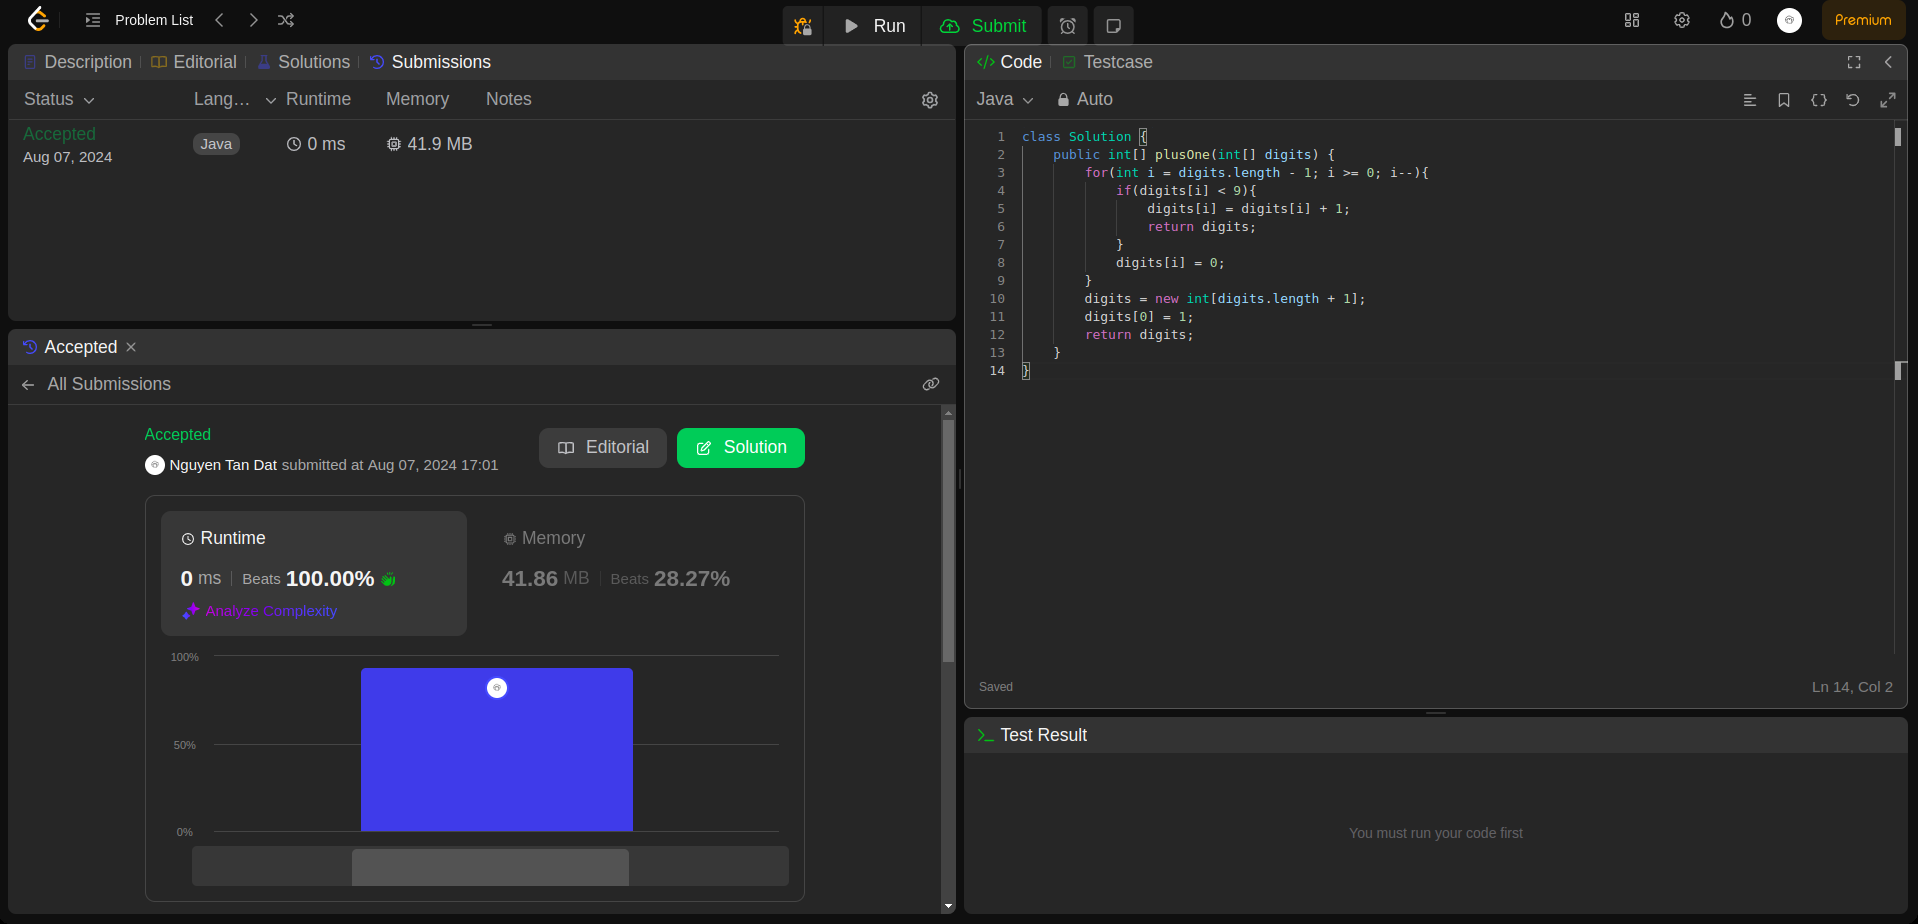 Problem List
Run
Submit
0
Premium
Description
Editorial
Solutions
Submissions
Status
Lang...
Runtime
Memory
Notes
Accepted
Aug 07, 2024
Java
0 ms
41.9 MB
Accepted
All Submissions
Accepted
Nguyen Tan Dat submitted at Aug 07, 2024 17:01
Editorial
Solution
Runtime
0 ms
Beats 100.00%
Analyze Complexity
Memory
41.86 MB
Beats 28.27%
100%
50%
0%
</> Code
Testcase
Java
Auto
1 class Solution {
2 public int[] plusOne(int[] digits) {
3 for(int i = digits.length - 1; i >= 0; i--){
4 if(digits[i] < 9){
5 digits[i] = digits[i] + 1;
6 return digits;
7 }
8 digits[i] = 0;
9 }
10 digits = new int[digits.length + 1];
11 digits[0] = 1;
12 return digits;
13 }
14 }
Saved
Ln 14, Col 2
Test Result
You must run your code first